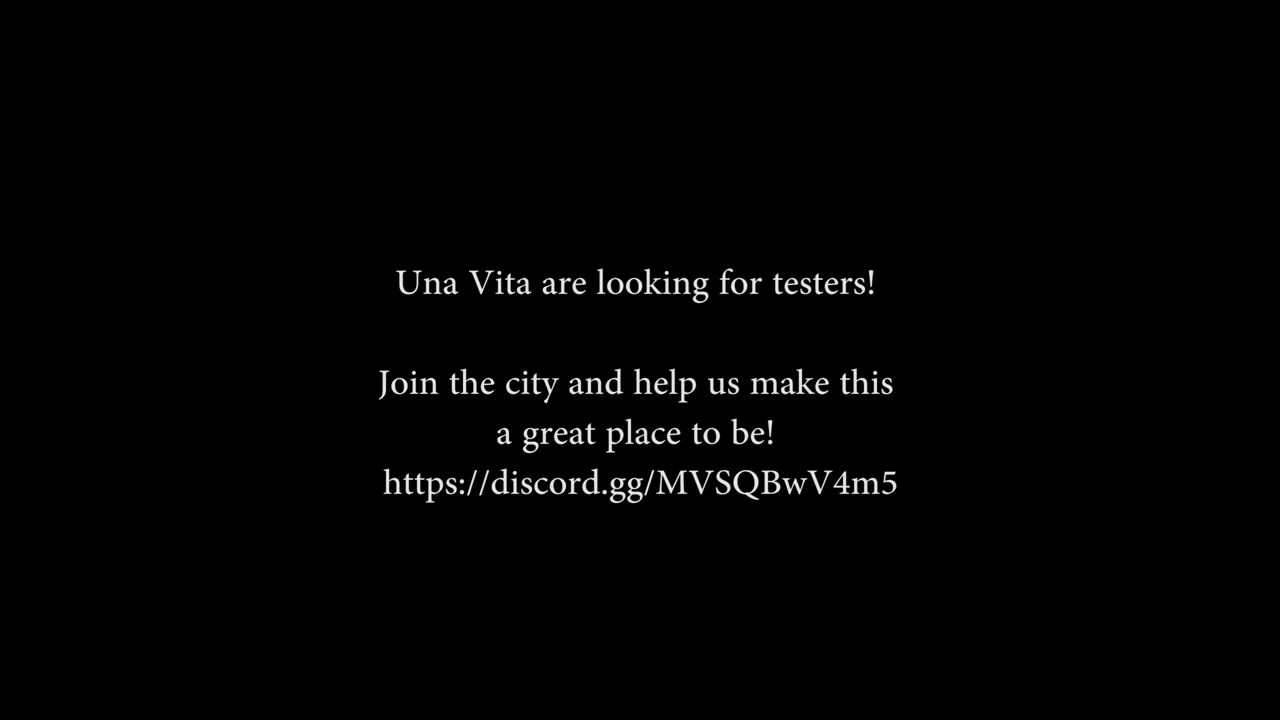 Una Vita are looking for testers!
Join the city and help us make this
a great place to be!
https://discord.gg/MVSQBwV4m5